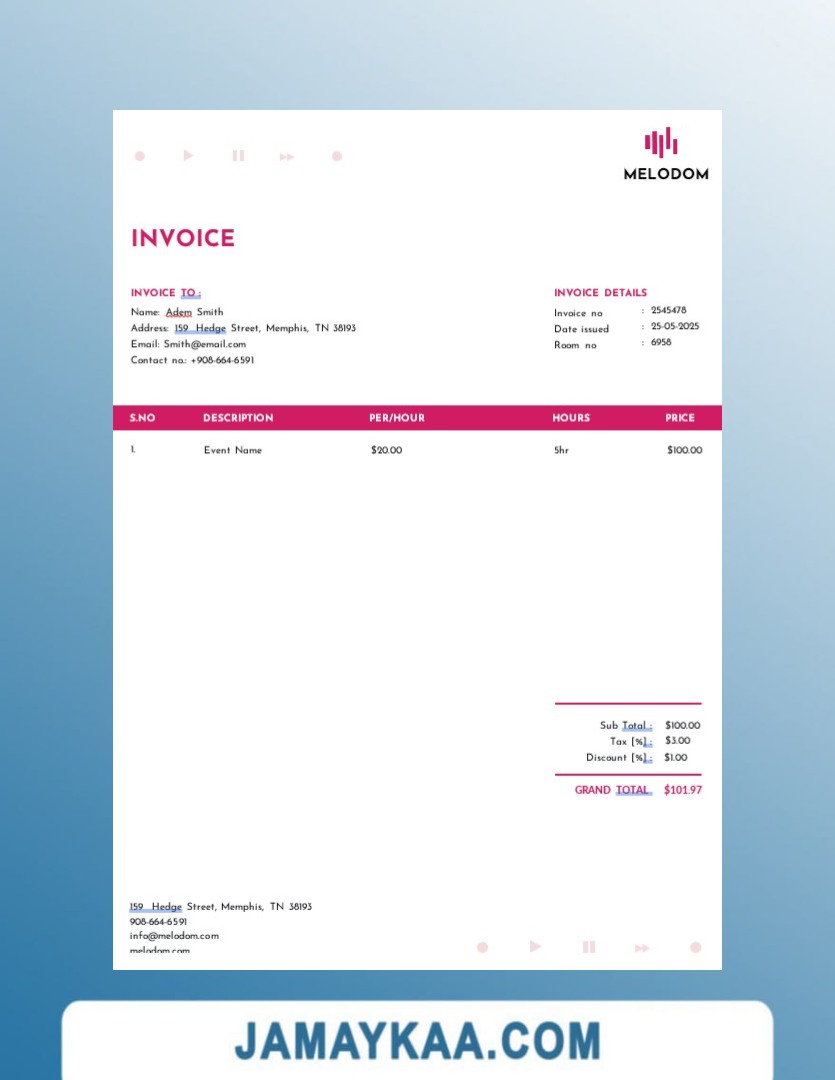 MELODOM
INVOICE
INVOICE TO :
Name: Adem Smith
Address: 159 Hedge Street, Memphis, TN 38193
Email: Smith@email.com
Contact no.: +908-664-6591
INVOICE DETAILS
Invoice no : 2545478
Date issued : 25-05-2025
Room no : 6958
S.NO DESCRIPTION PER/HOUR HOURS PRICE
1. Event Name $20.00 5hr $100.00
Sub Total : $100.00
Tax [%] : $3.00
Discount [%] : $1.00
GRAND TOTAL $101.97
159 Hedge Street, Memphis, TN 38193
908-664-6591
info@melodom.com
melodom.com
JAMAYKAA.COM